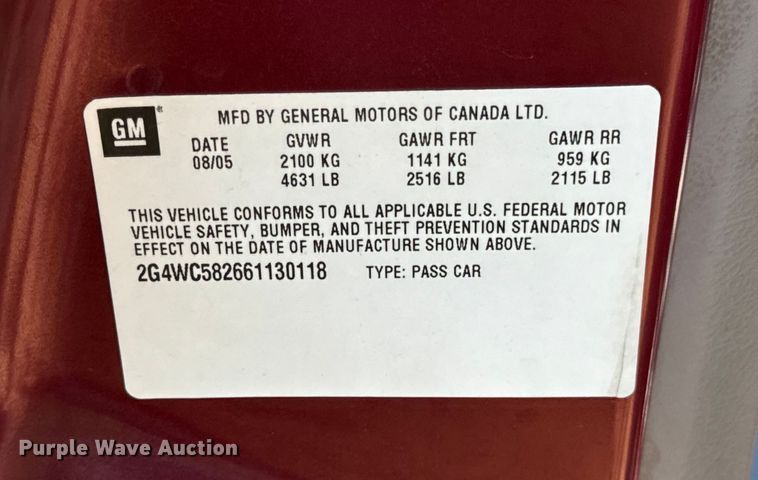 GM
MFD BY GENERAL MOTORS OF CANADA LTD.
DATE GVWR GAWR FRT GAWR RR
08/05 2100 KG 1141 KG 959 KG
4631 LB 2516 LB 2115 LB
THIS VEHICLE CONFORMS TO ALL APPLICABLE U.S. FEDERAL MOTOR
VEHICLE SAFETY, BUMPER, AND THEFT PREVENTION STANDARDS IN
EFFECT ON THE DATE OF MANUFACTURE SHOWN ABOVE.
2G4WC582661130118 TYPE: PASS CAR
Purple Wave Auction